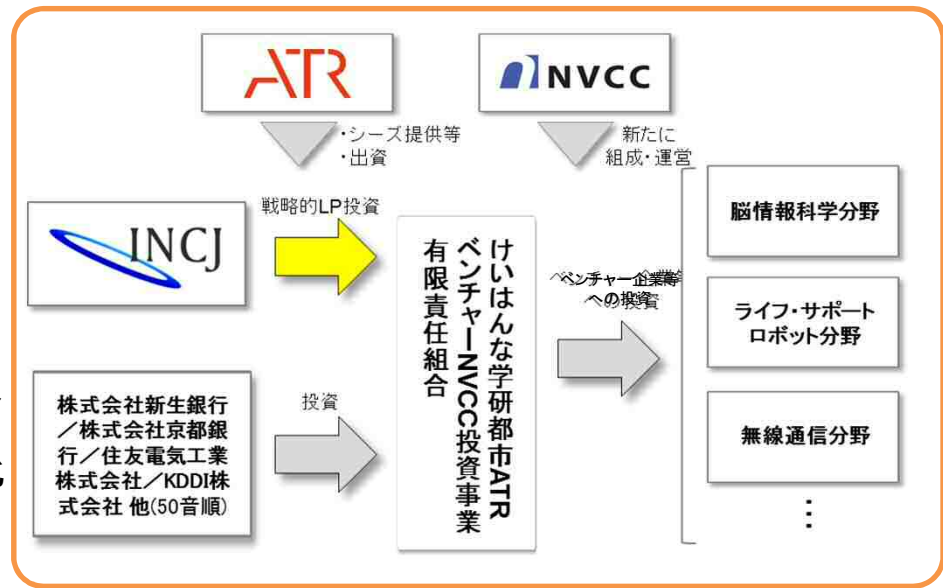 ATR
NVCC
・シーズ提供等
・出資
新たに
組成・運営
INCJ
戦略的LP投資
けいはんな学研都市ATR
ベンチャーNVCC投資事業
有限責任組合
ベンチャー企業等
への投資
脳情報科学分野
ライフ・サポート
ロボット分野
無線通信分野
⋮
株式会社新生銀行
／株式会社京都銀
行／住友電気工業
株式会社／KDDI株
式会社 他(50音順)
投資